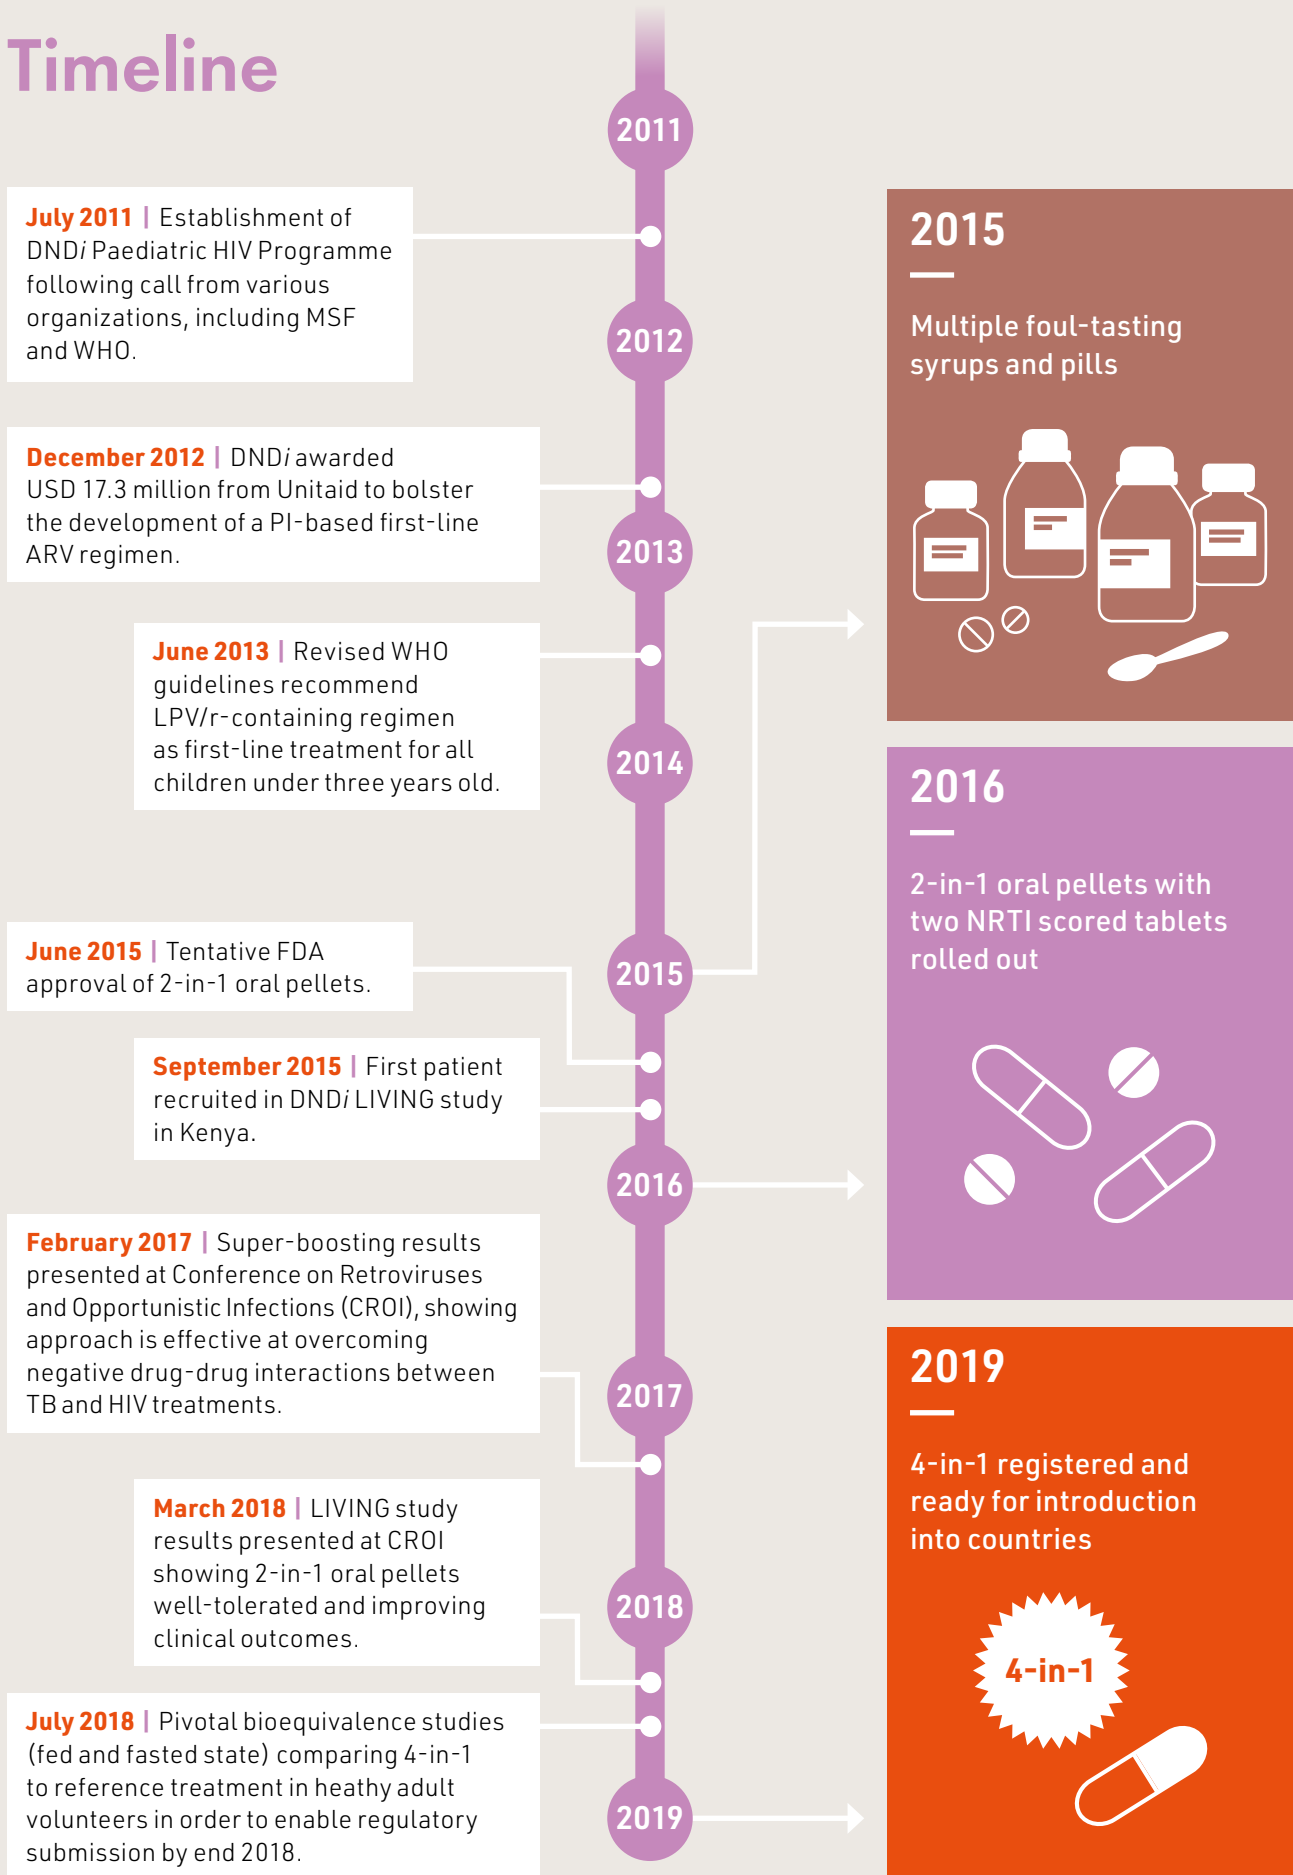 Timeline
2011
July 2011 | Establishment of
DNDi Paediatric HIV Programme
following call from various
organizations, including MSF
and WHO.
2012
December 2012 | DNDi awarded
USD 17.3 million from Unitaid to bolster
the development of a PI-based first-line
ARV regimen.
2013
June 2013 | Revised WHO
guidelines recommend
LPV/r-containing regimen
as first-line treatment for all
children under three years old.
2014
June 2015 | Tentative FDA
approval of 2-in-1 oral pellets.
2015
September 2015 | First patient
recruited in DNDi LIVING study
in Kenya.
2016
February 2017 | Super-boosting results
presented at Conference on Retroviruses
and Opportunistic Infections (CROI), showing
approach is effective at overcoming
negative drug-drug interactions between
TB and HIV treatments.
2017
March 2018 | LIVING study
results presented at CROI
showing 2-in-1 oral pellets
well-tolerated and improving
clinical outcomes.
2018
July 2018 | Pivotal bioequivalence studies
(fed and fasted state) comparing 4-in-1
to reference treatment in heathy adult
volunteers in order to enable regulatory
submission by end 2018.
2019
2015
Multiple foul-tasting
syrups and pills
2016
2-in-1 oral pellets with
two NRTI scored tablets
rolled out
2019
4-in-1 registered and
ready for introduction
into countries
4-in-1